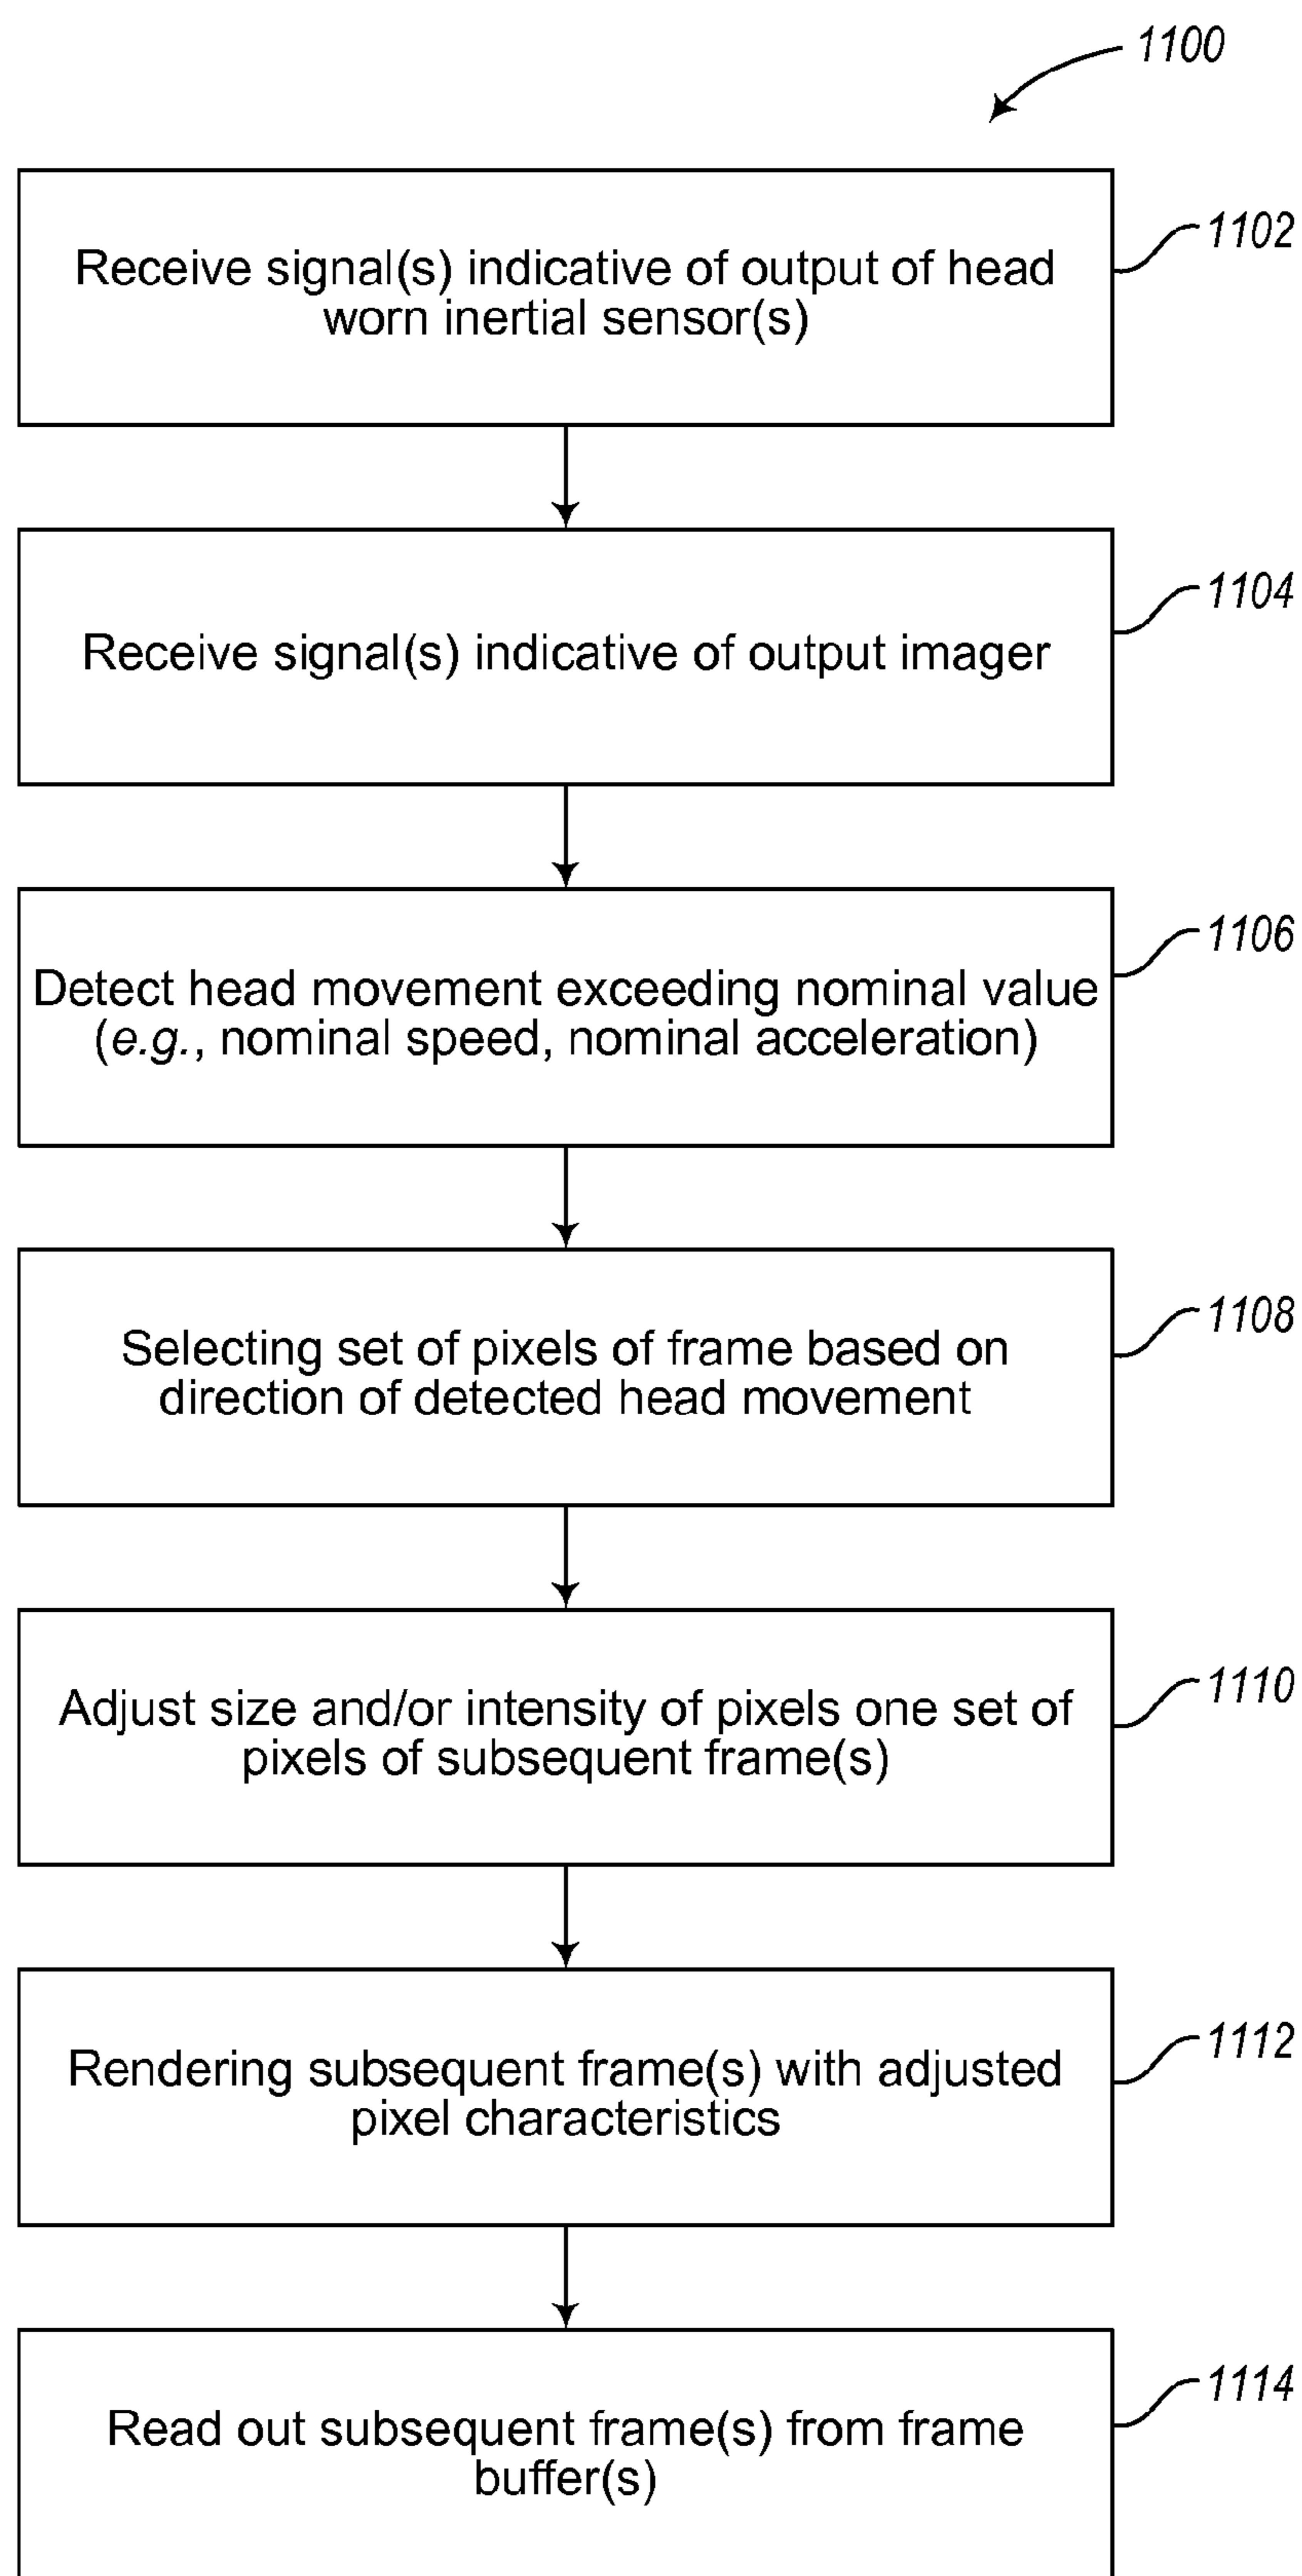 1100
1102
Receive signal(s) indicative of output of head
worn inertial sensor(s)
1104
Receive signal(s) indicative of output imager
1106
Detect head movement exceeding nominal value
(e.g., nominal speed, nominal acceleration)
1108
Selecting set of pixels of frame based on
direction of detected head movement
1110
Adjust size and/or intensity of pixels one set of
pixels of subsequent frame(s)
1112
Rendering subsequent frame(s) with adjusted
pixel characteristics
1114
Read out subsequent frame(s) from frame
buffer(s)